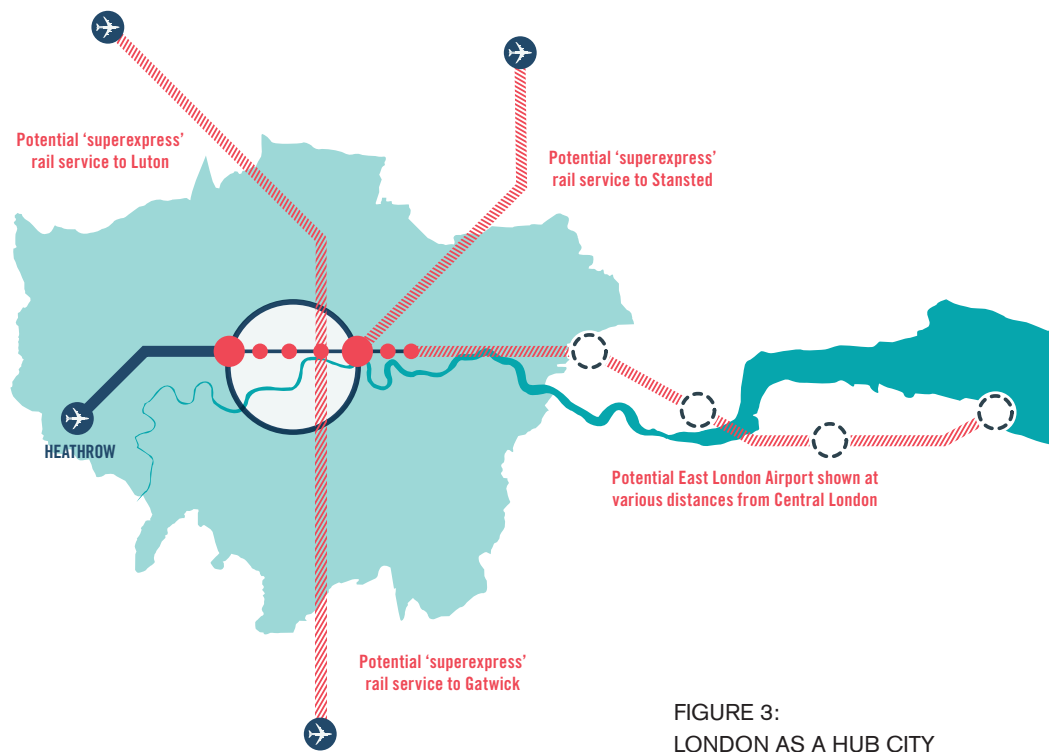 Potential ‘superexpress’
rail service to Luton
Potential ‘superexpress’
rail service to Stansted
HEATHROW
Potential East London Airport shown at
various distances from Central London
Potential ‘superexpress’
rail service to Gatwick
FIGURE 3:
LONDON AS A HUB CITY